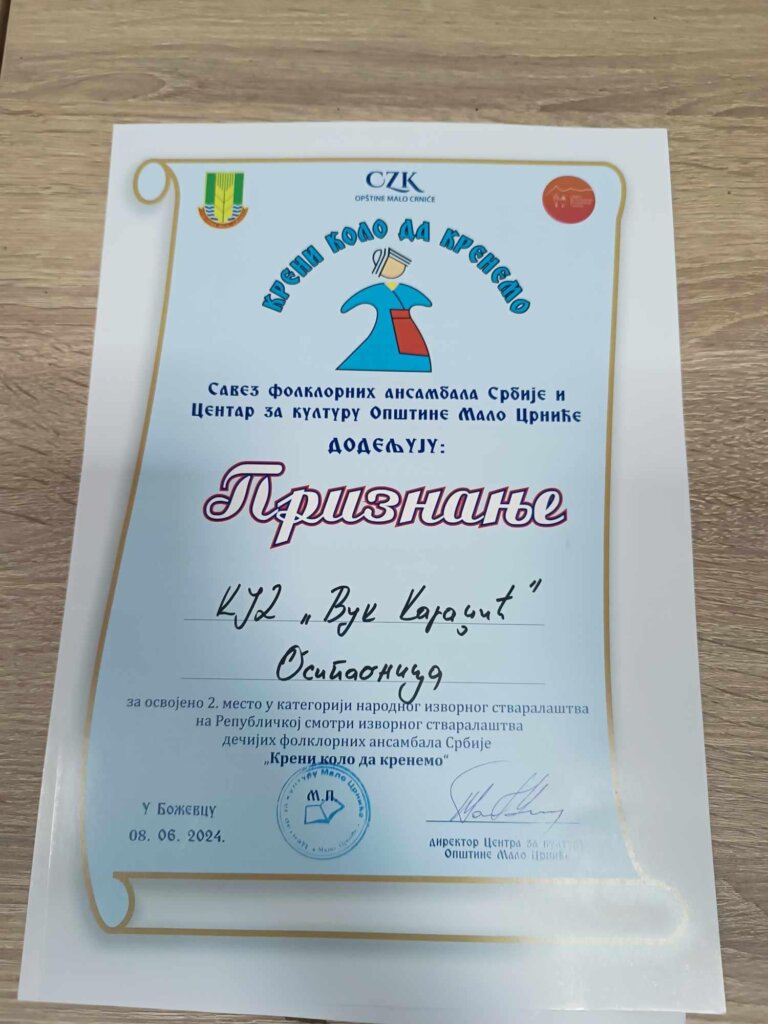 CZK
OPŠTINE MALO CRNIĆE
КРЕНИ КОЛО ДА КРЕНЕМО
Савез фолклорних ансамбала Србије и
Центар за културу Општине Мало Црниће
додељују:
Признање
КУД „Вук Караџић"
Осипаоница
за освојено 2. место у категорији народног изворног стваралаштва
на Републичкој смотри изворног стваралаштва
дечијих фолклорних ансамбала Србије
„Крени коло да кренемо“
М.П.
У Божевцу
08. 06. 2024.
директор Центра за културу
Општине Мало Црниће